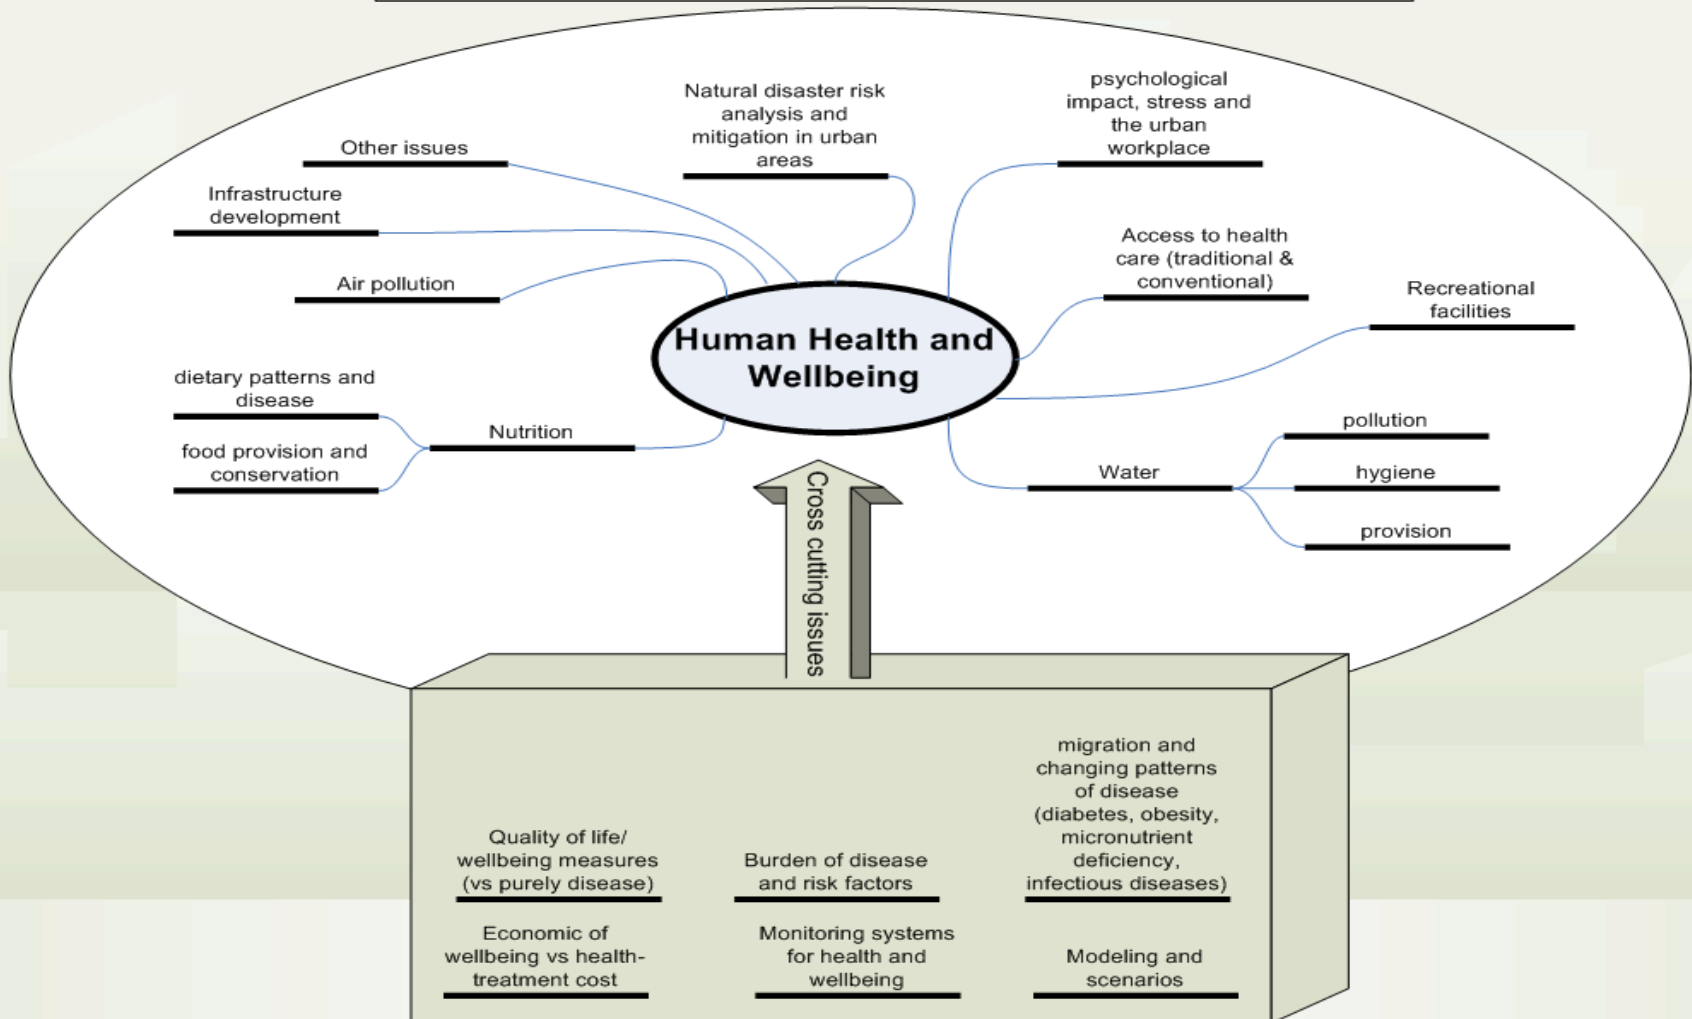 Natural disaster risk
analysis and
mitigation in urban
areas
psychological
impact, stress and
the urban
workplace
Other issues
Infrastructure
development
Air pollution
Access to health
care (traditional &
conventional)
Recreational
facilities
Human Health and
Wellbeing
dietary patterns and
disease
food provision and
conservation
Nutrition
Water
pollution
hygiene
provision
Cross cutting issues
Quality of life/
wellbeing measures
(vs purely disease)
Burden of disease
and risk factors
migration and
changing patterns
of disease
(diabetes, obesity,
micronutrient
deficiency,
infectious diseases)
Economic of
wellbeing vs health-
treatment cost
Monitoring systems
for health and
wellbeing
Modeling and
scenarios